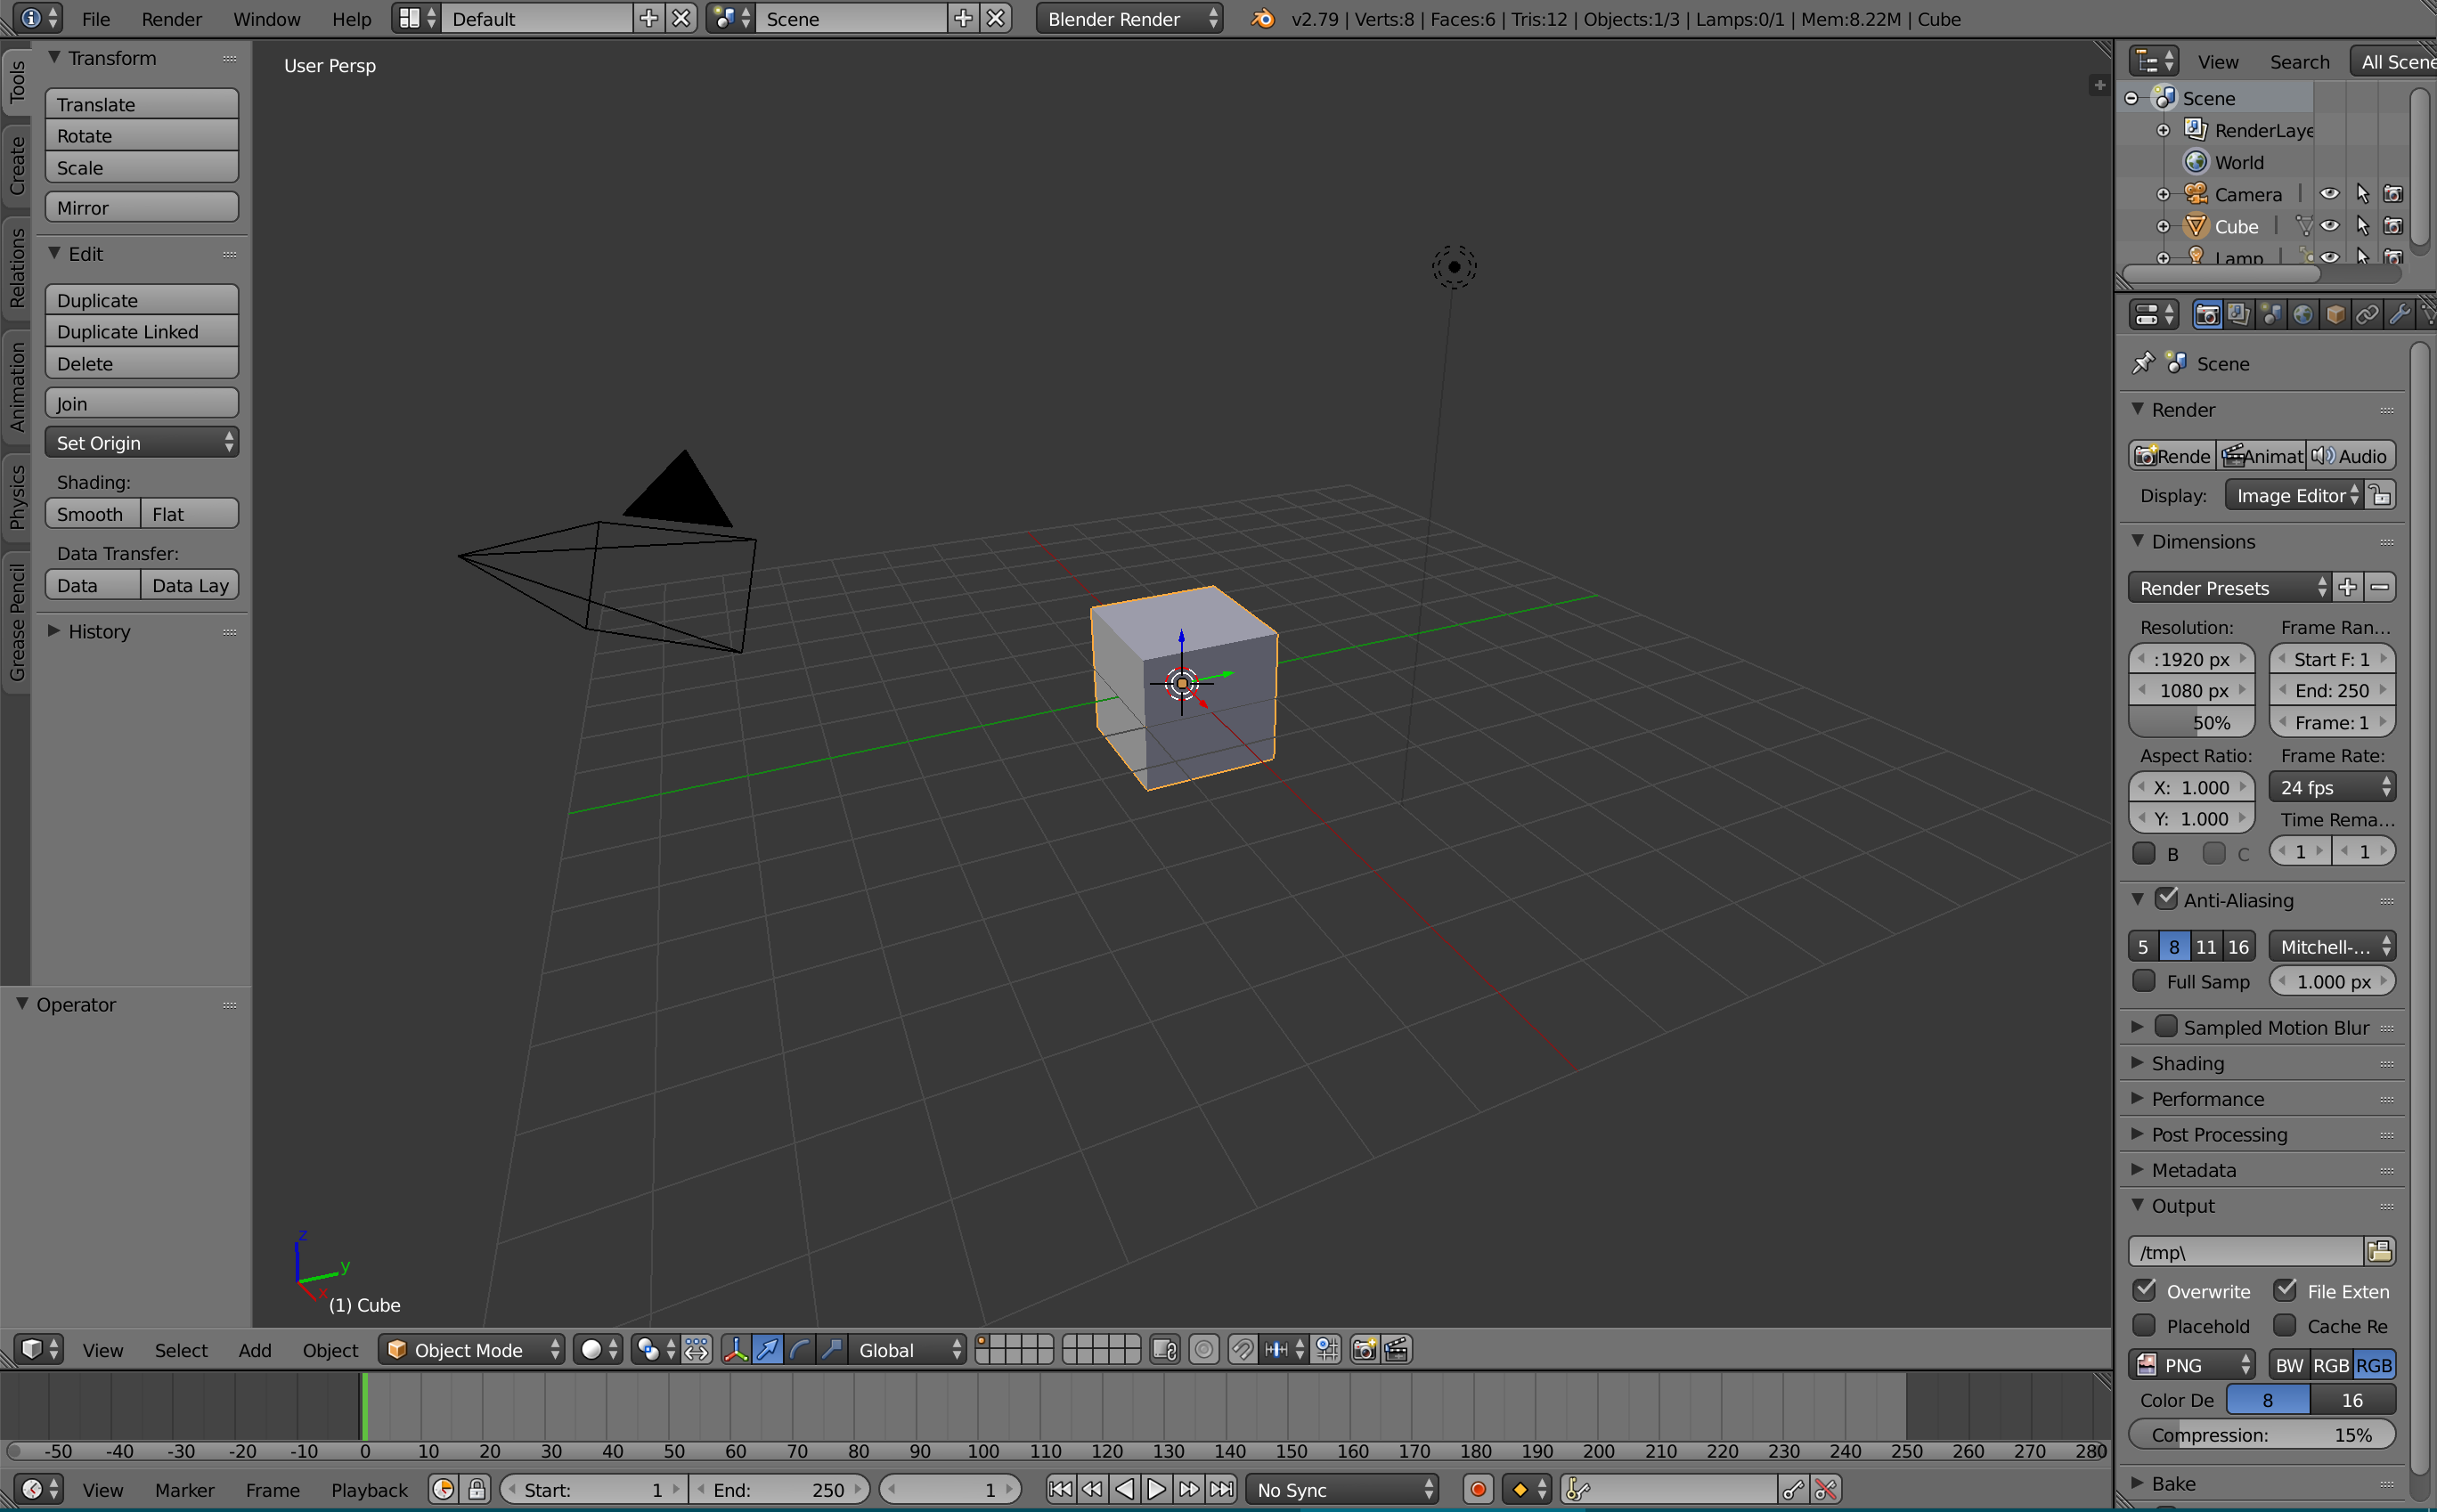 File Render Window Help Default Scene Blender Render v2.79 | Verts:8 | Faces:6 | Tris:12 | Objects:1/3 | Lamps:0/1 | Mem:8.22M | Cube
Tools
Create
Relations
Animation
Physics
Grease Pencil
Transform
Translate
Rotate
Scale
Mirror
Edit
Duplicate
Duplicate Linked
Delete
Join
Set Origin
Shading:
Smooth Flat
Data Transfer:
Data Data Lay
History
Operator
User Persp
z
y
x
(1) Cube
View Search All Scene
Scene
RenderLaye
World
Camera
Cube
Lamp
Scene
Render
Rende Animat Audio
Display: Image Editor
Dimensions
Render Presets
Resolution: Frame Ran...
:1920 px Start F: 1
1080 px End: 250
50% Frame: 1
Aspect Ratio: Frame Rate:
X: 1.000 24 fps
Y: 1.000 Time Rema...
B C 1 1
Anti-Aliasing
5 8 11 16 Mitchell-...
Full Samp 1.000 px
Sampled Motion Blur
Shading
Performance
Post Processing
Metadata
Output
/tmp\
Overwrite File Exten
Placehold Cache Re
PNG BW RGB RGB
Color De 8 16
Compression: 15%
Bake
View Select Add Object Object Mode Global
-50 -40 -30 -20 -10 0 10 20 30 40 50 60 70 80 90 100 110 120 130 140 150 160 170 180 190 200 210 220 230 240 250 260 270 280
View Marker Frame Playback Start: 1 End: 250 1 No Sync